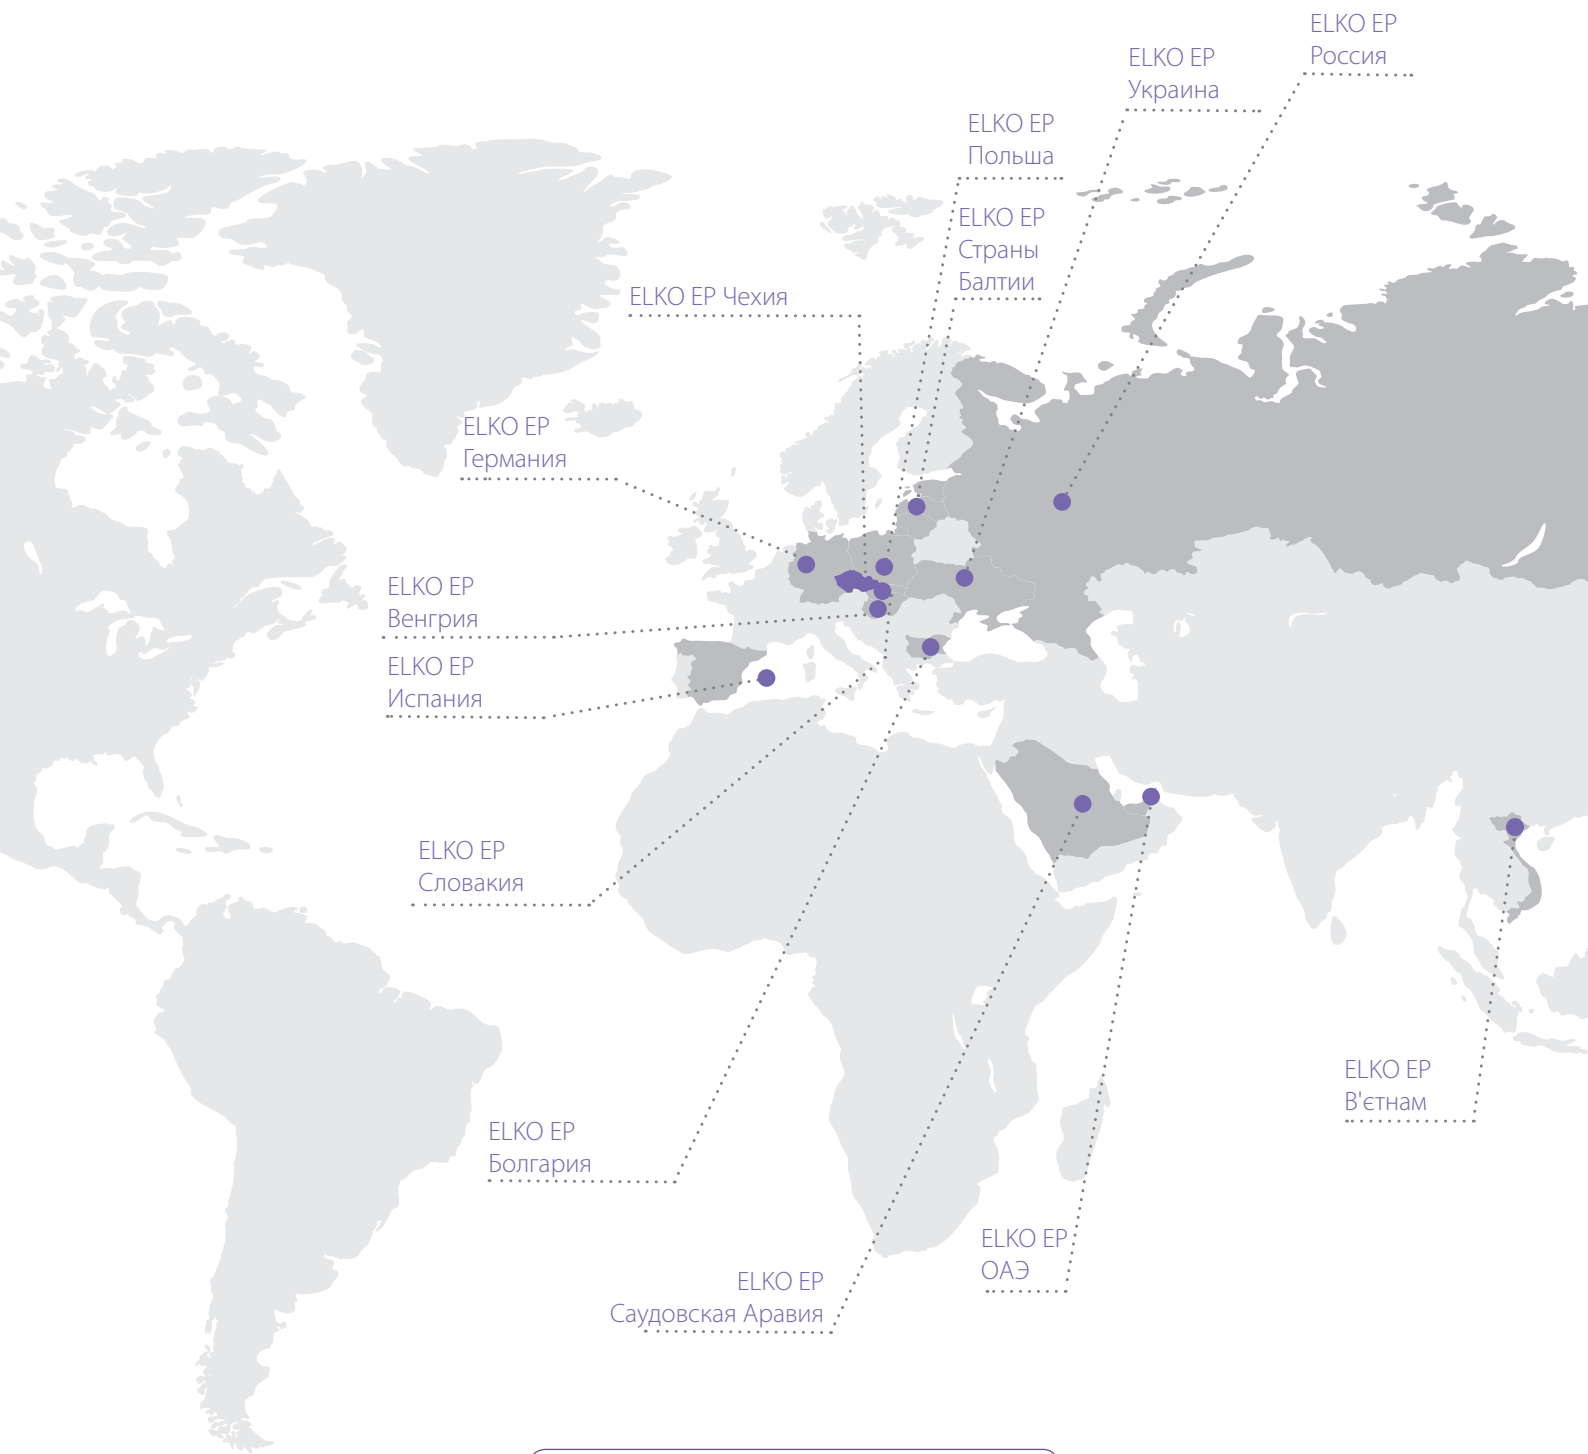 ELKO EP
Россия
ELKO EP
Украина
ELKO EP
Польша
ELKO EP
Страны
Балтии
ELKO EP Чехия
ELKO EP
Германия
ELKO EP
Венгрия
ELKO EP
Испания
ELKO EP
Словакия
ELKO EP
В'єтнам
ELKO EP
Болгария
ELKO EP
ОАЭ
ELKO EP
Саудовская Аравия